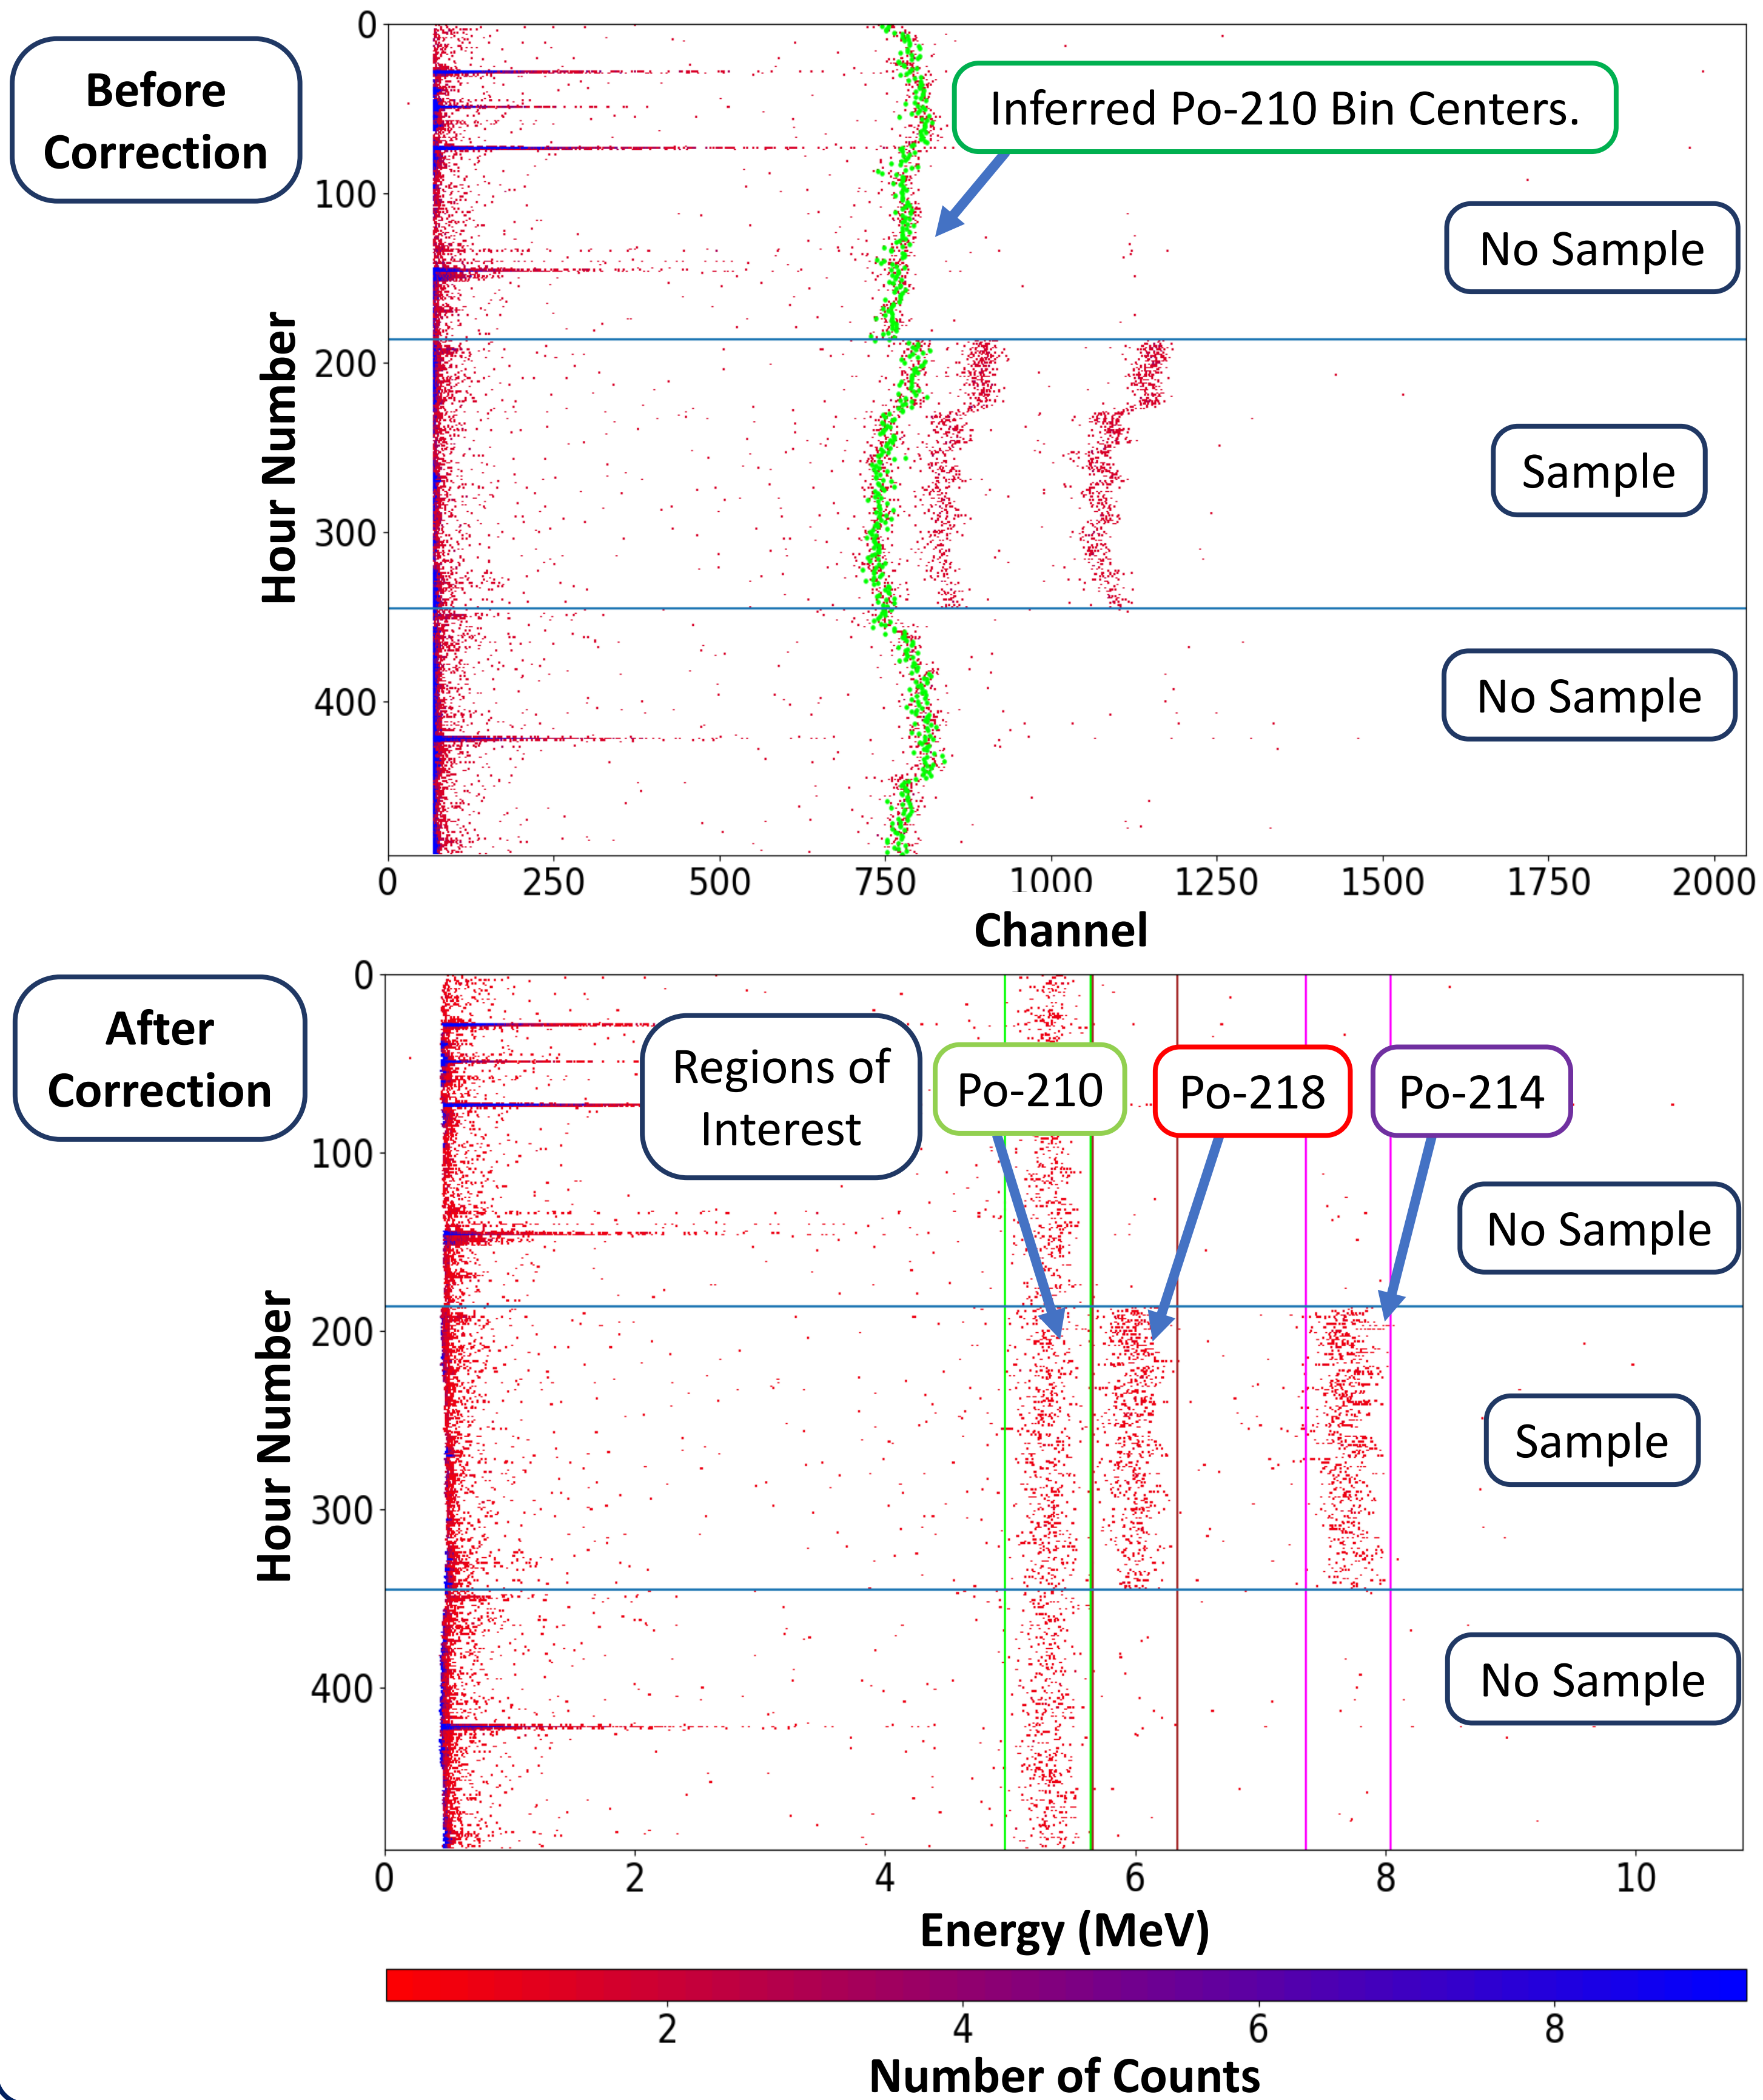 Before
Correction
Inferred Po-210 Bin Centers.
No Sample
Sample
No Sample
Hour Number
0
100
200
300
400
0 250 500 750 1000 1250 1500 1750 2000
Channel
After
Correction
Regions of
Interest
Po-210
Po-218
Po-214
No Sample
Sample
No Sample
Hour Number
0
100
200
300
400
0 2 4 6 8 10
Energy (MeV)
2 4 6 8
Number of Counts